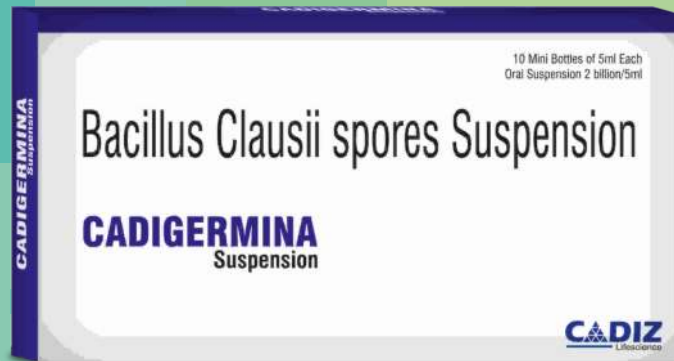 CADIGERMINA
10 Mini Bottles of 5ml Each
Oral Suspension 2 billion/5ml
Bacillus Clausii spores Suspension
CADIGERMINA
Suspension
CADIGERMINA
Suspension
CADIZ
Lifescience